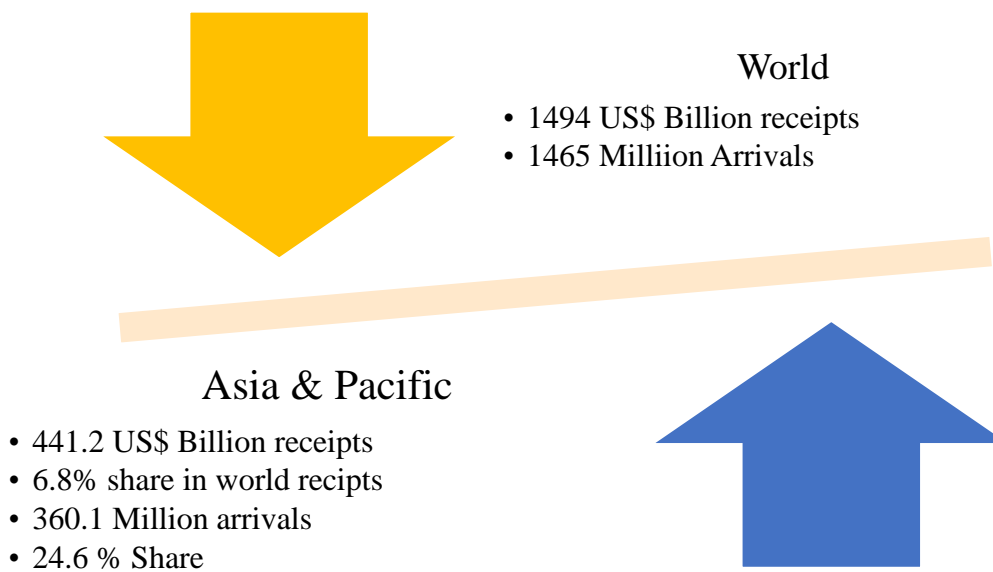 World
• 1494 US$ Billion receipts
• 1465 Milliion Arrivals
Asia & Pacific
• 441.2 US$ Billion receipts
• 6.8% share in world recipts
• 360.1 Million arrivals
• 24.6 % Share